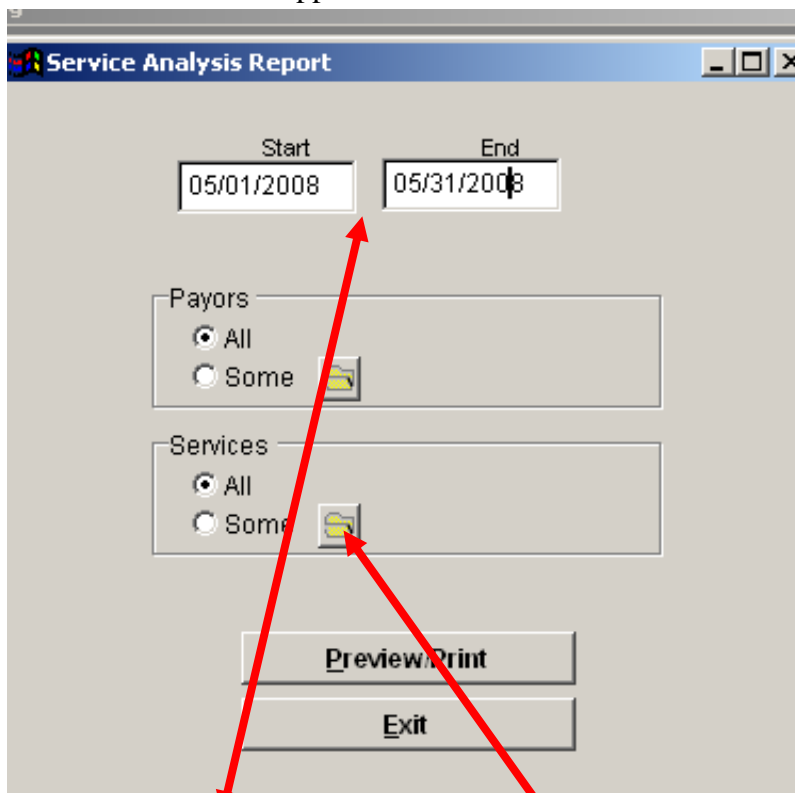 Service Analysis Report
Start End
05/01/2008 05/31/2008
Payors
All
Some
Services
All
Some
Preview/Print
Exit